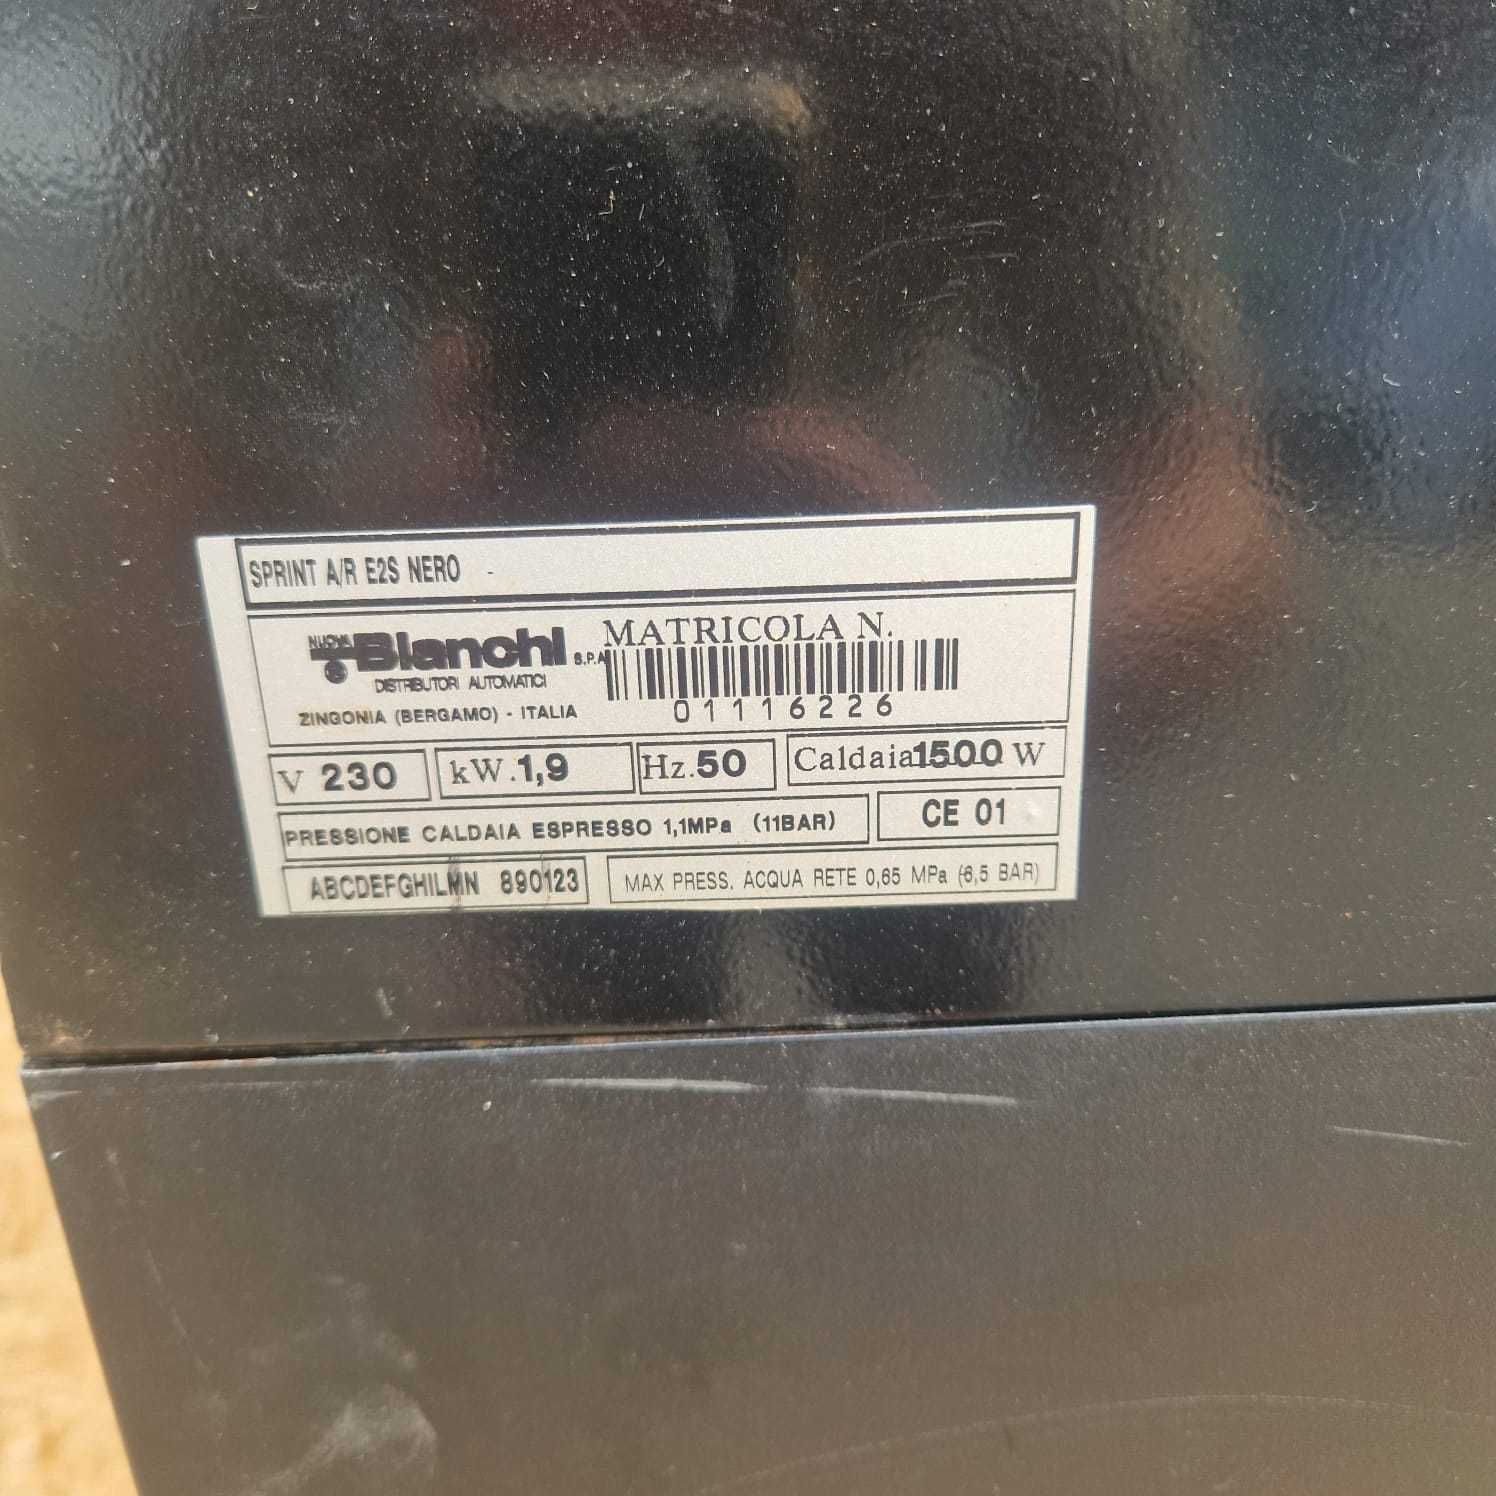 SPRINT A/R E2S NERO
NUOVA Bianchi S.P.A
DISTRIBUTORI AUTOMATICI
ZINGONIA (BERGAMO) - ITALIA
MATRICOLA N.
01116226
V 230
kW.1,9
Hz.50
Caldaia1500 W
PRESSIONE CALDAIA ESPRESSO 1,1MPa (11BAR)
CE 01
ABCDEFGHILMN 890123
MAX PRESS. ACQUA RETE 0,65 MPa (6,5 BAR)